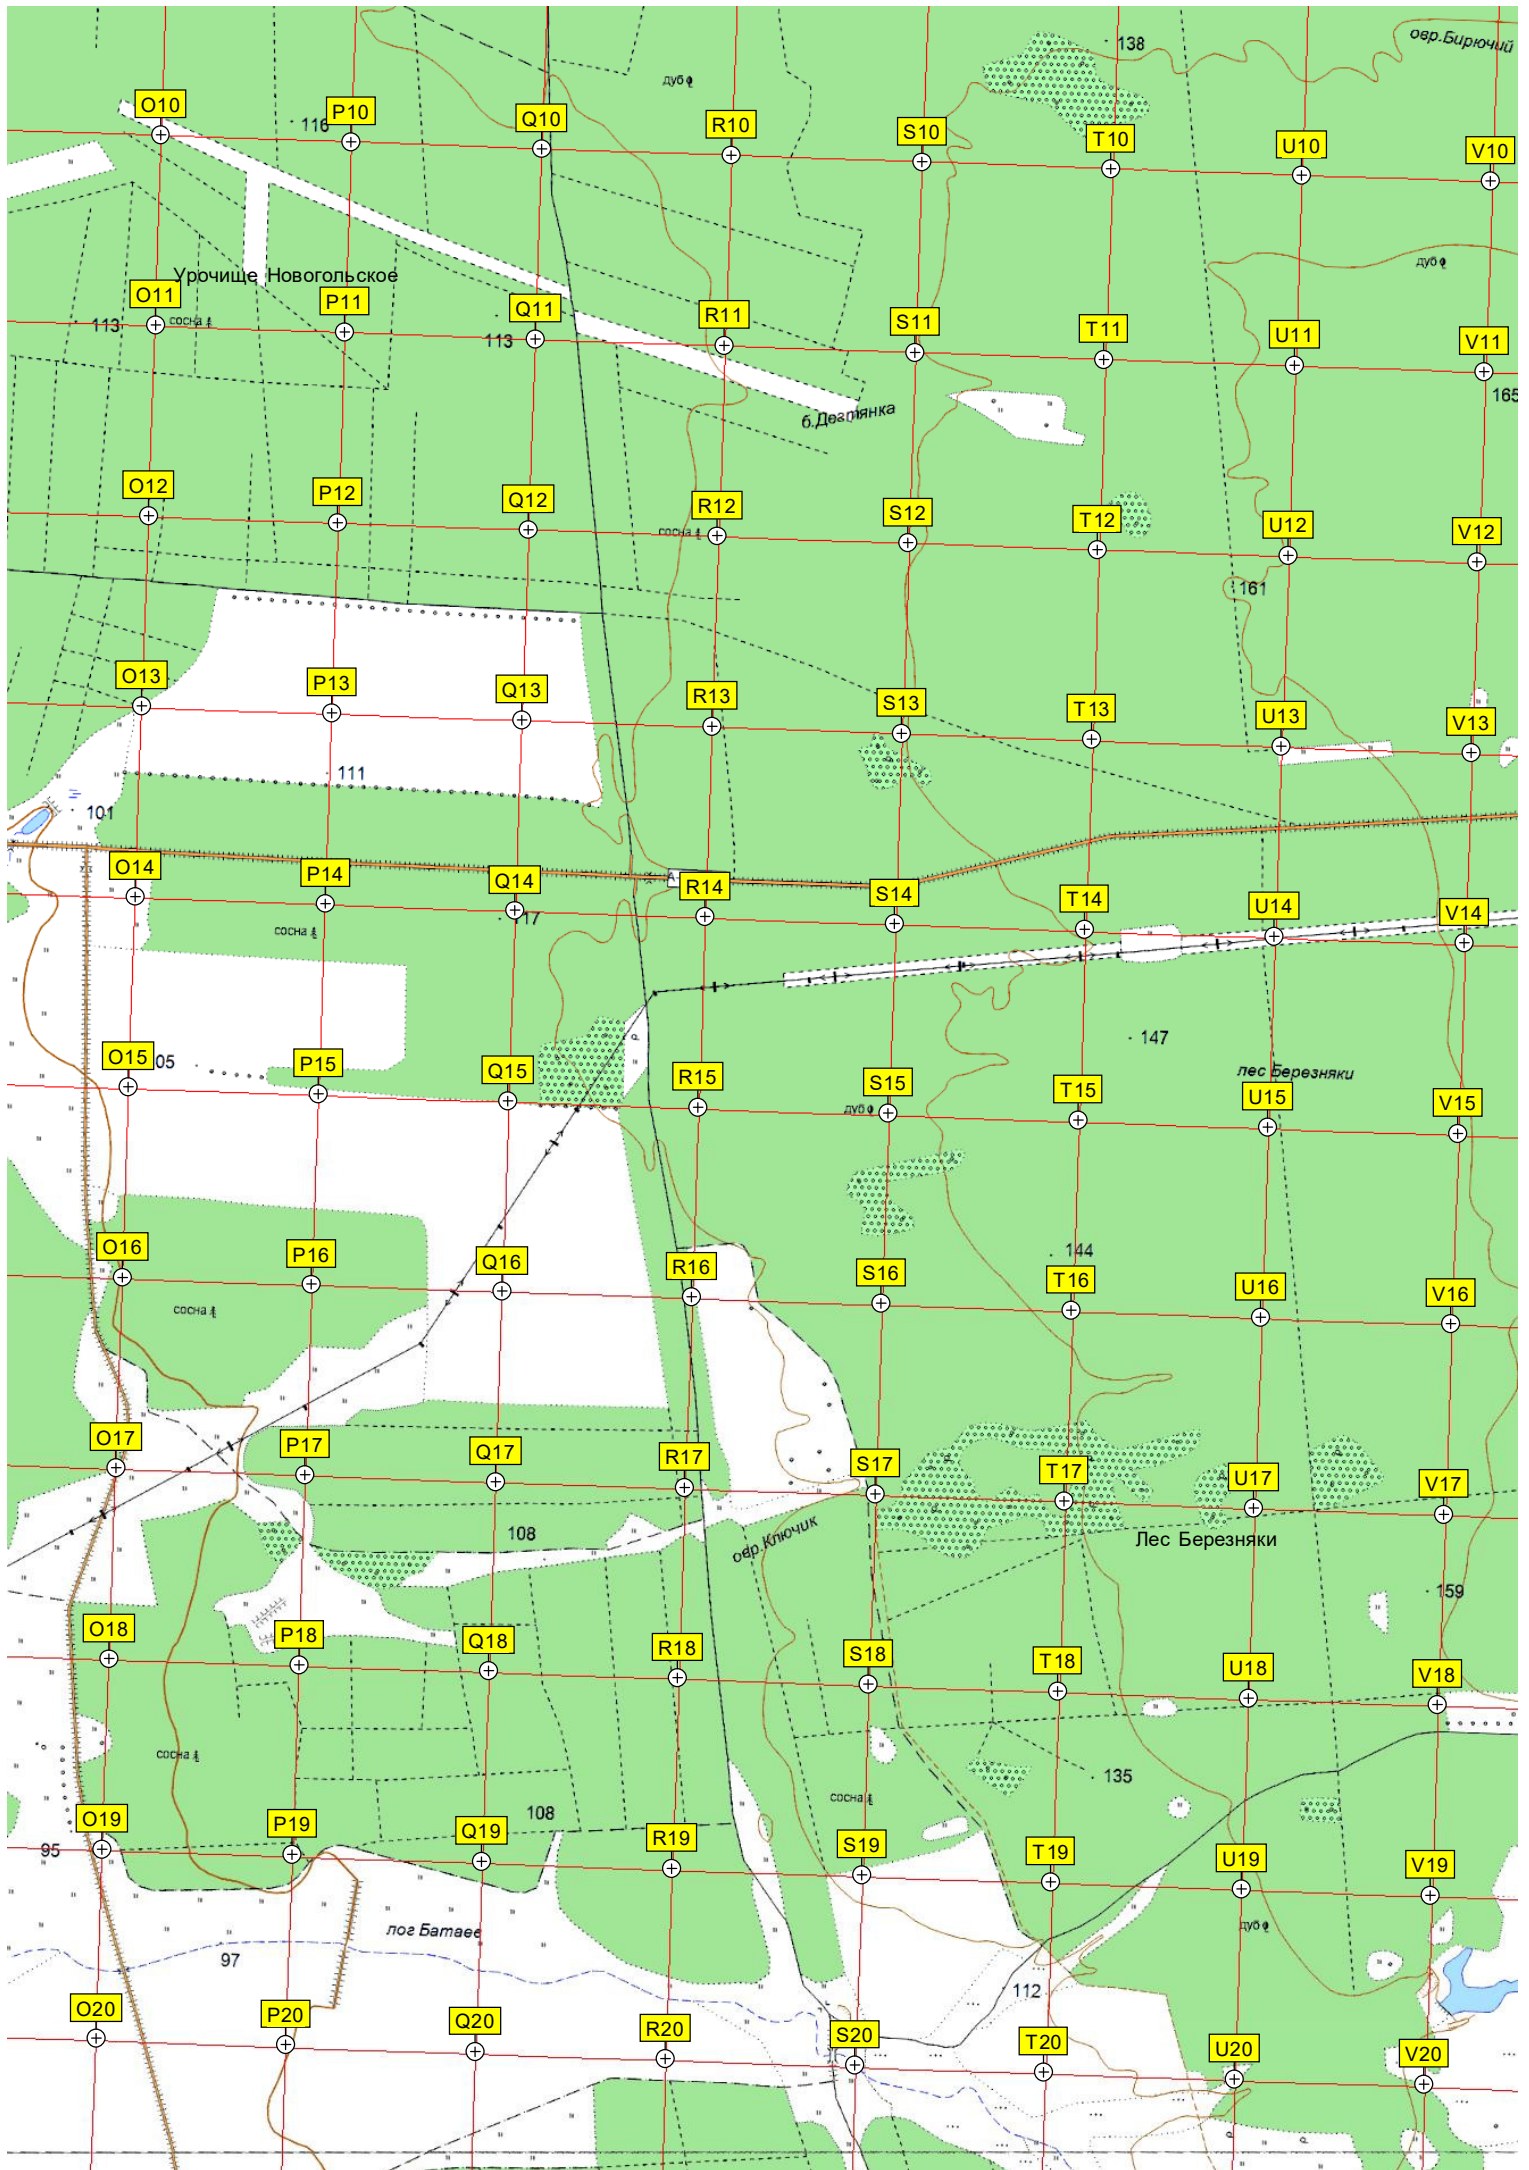 138
овр.Бирючий
дуб
O10
P10
116
Q10
R10
S10
T10
U10
V10
Урочище Новогольское
дуб
O11
P11
Q11
R11
S11
T11
U11
V11
113
сосна
113
165
б.Дегтянка
O12
P12
Q12
R12
S12
T12
U12
V12
сосна
161
O13
P13
Q13
R13
S13
T13
U13
V13
111
101
O14
P14
Q14
А
R14
S14
T14
U14
V14
сосна
147
O15
05
P15
Q15
R15
S15
T15
лес Березняки
U15
V15
дуб
144
O16
P16
Q16
R16
S16
T16
U16
V16
сосна
O17
P17
Q17
R17
S17
T17
U17
V17
108
овр.Ключик
Лес Березняки
159
O18
P18
Q18
R18
S18
T18
U18
V18
сосна
135
сосна
108
O19
P19
Q19
R19
S19
T19
U19
V19
95
лог Батаев
дуб
97
112
O20
P20
Q20
R20
S20
T20
U20
V20